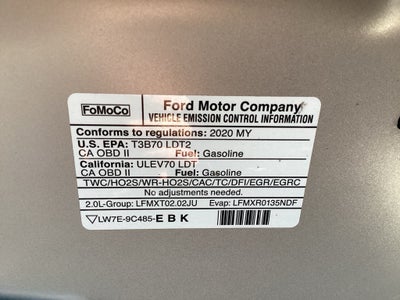 FoMoCo Ford Motor Company
VEHICLE EMISSION CONTROL INFORMATION
Conforms to regulations: 2020 MY
U.S. EPA: T3B70 LDT2
CA OBD II Fuel: Gasoline
California: ULEV70 LDT
CA OBD II Fuel: Gasoline
TWC/HO2S/WR-HO2S/CAC/TC/DFI/EGR/EGRC
No adjustments needed.
2.0L-Group: LFMXT02.02JU Evap: LFMXR0135NDF
LW7E-9C485-E B K